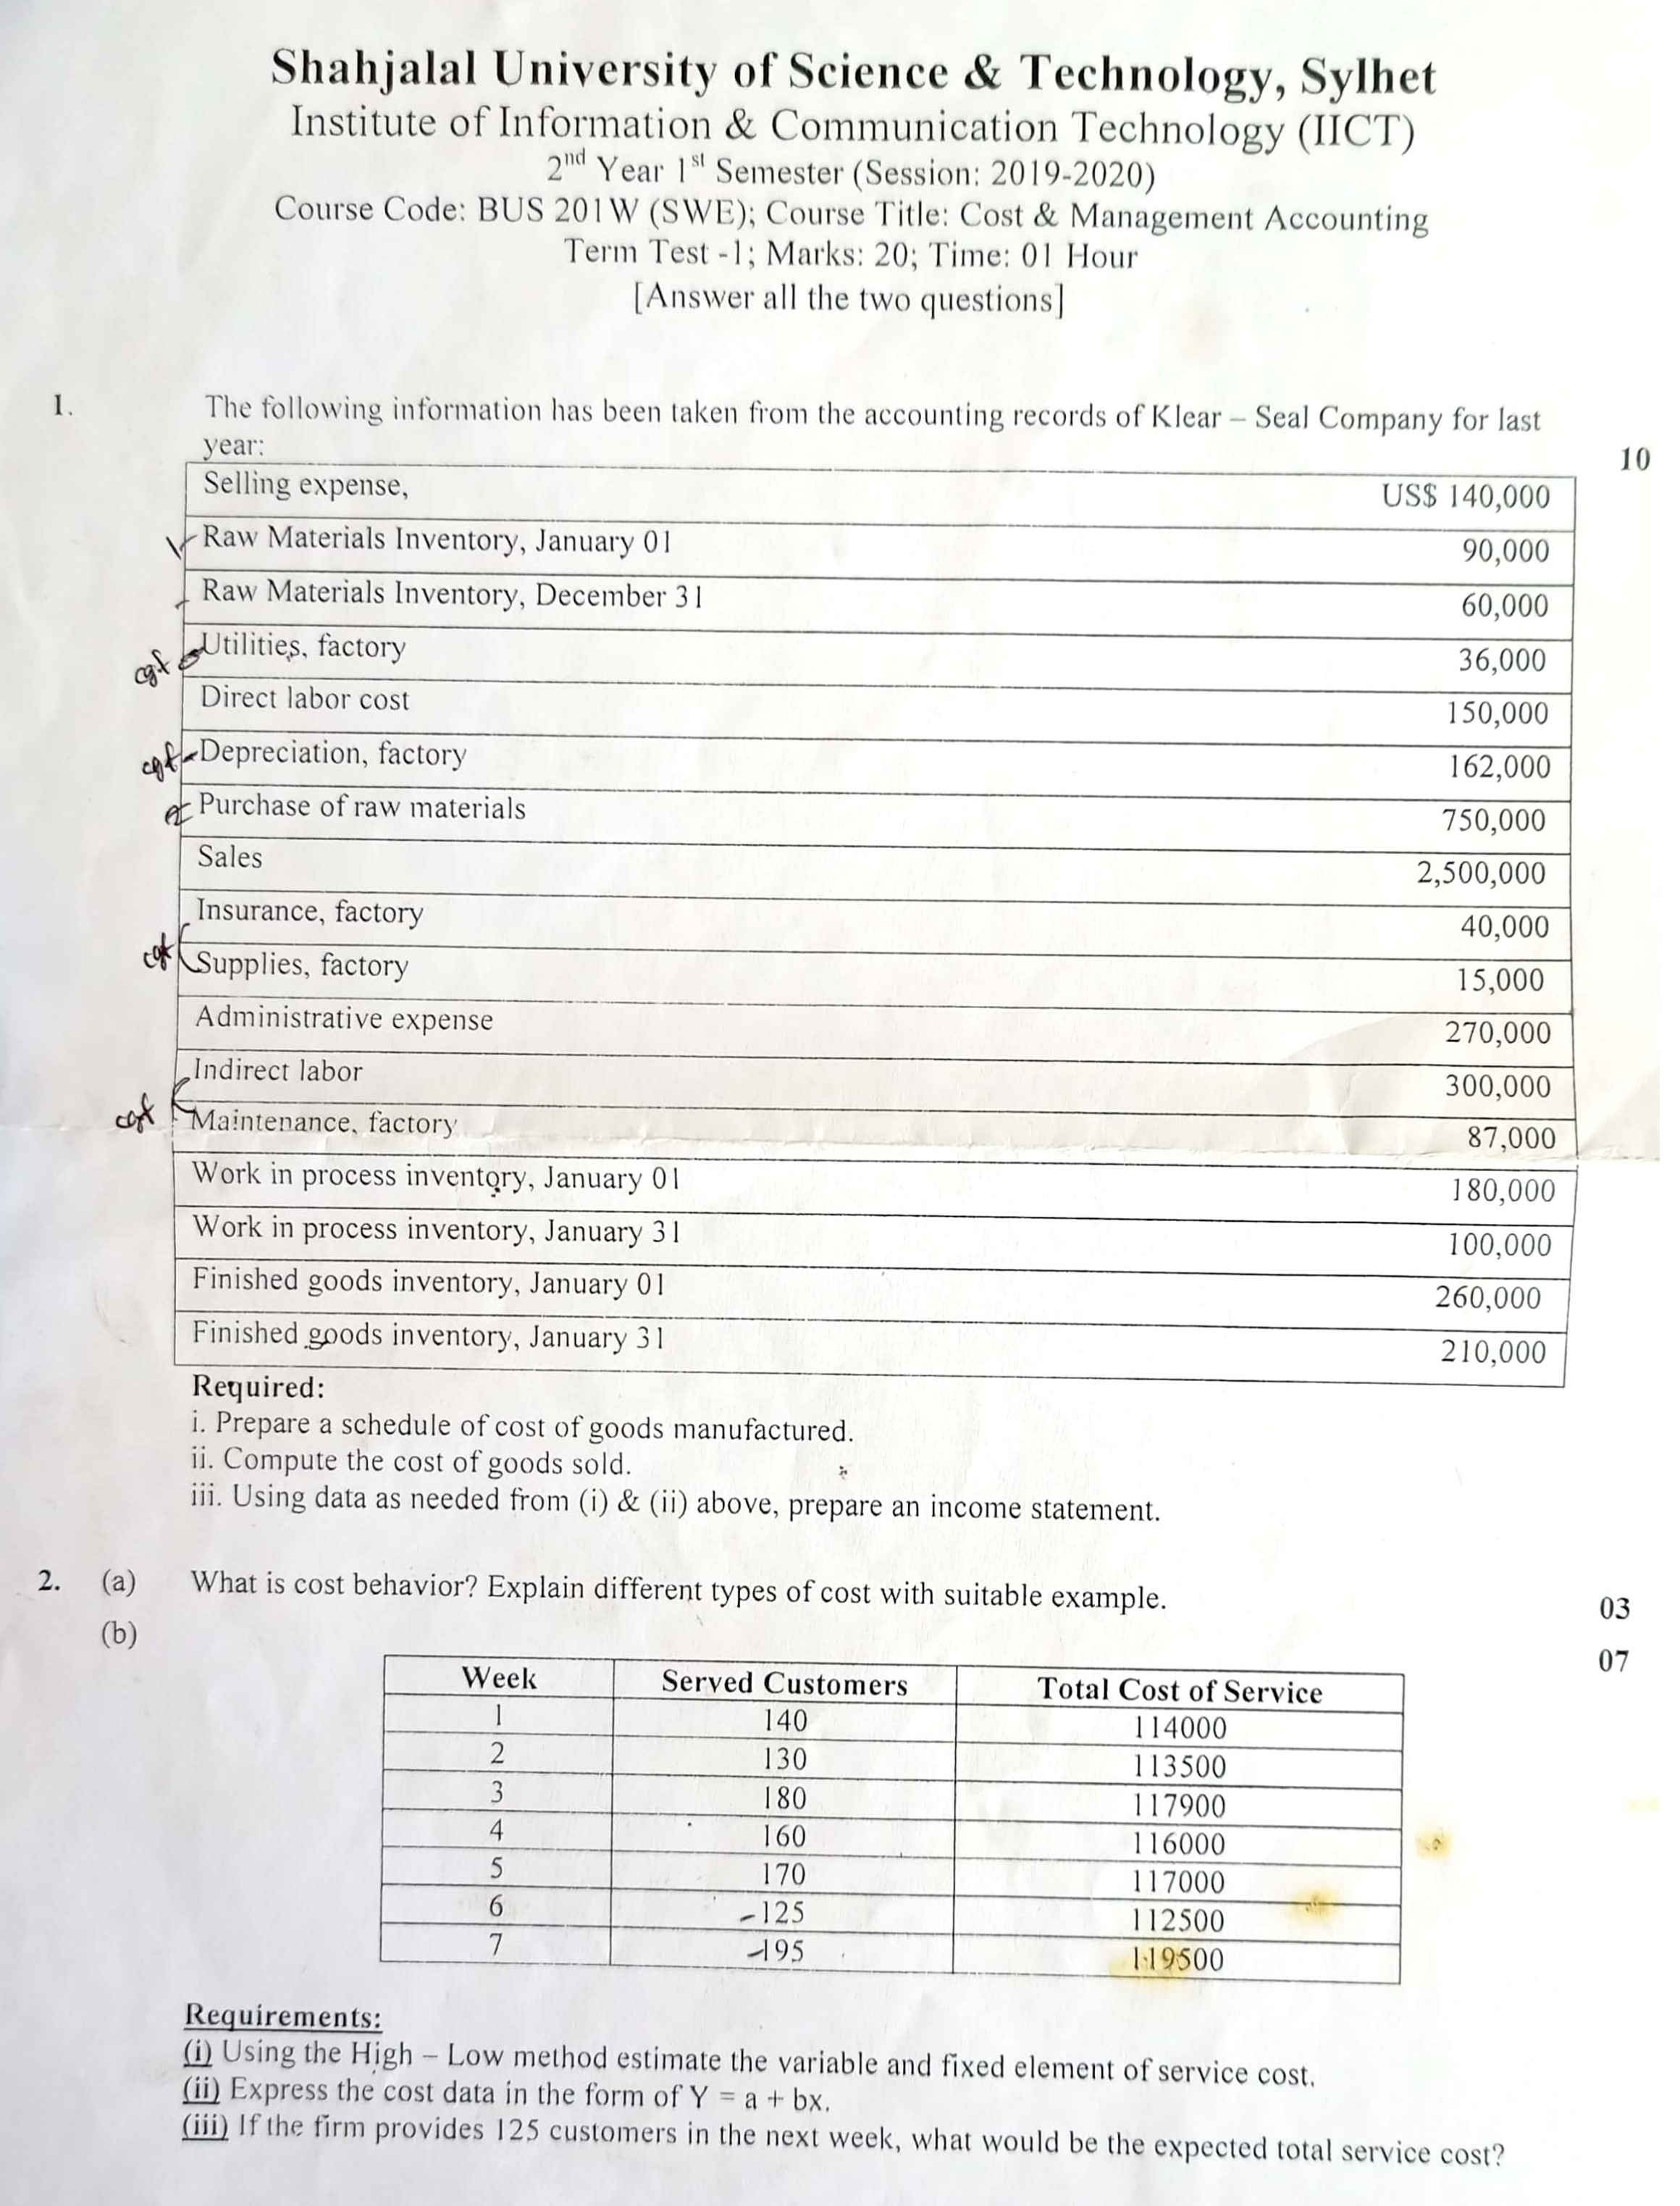 Shahjalal University of Science & Technology, Sylhet
Institute of Information & Communication Technology (IICT)
2nd Year 1st Semester (Session: 2019-2020)
Course Code: BUS 201W (SWE); Course Title: Cost & Management Accounting
Term Test -1; Marks: 20; Time: 01 Hour
[Answer all the two questions]
1. The following information has been taken from the accounting records of Klear – Seal Company for last
year:
10
Selling expense, US$ 140,000
Raw Materials Inventory, January 01 90,000
Raw Materials Inventory, December 31 60,000
Utilities, factory 36,000
Direct labor cost 150,000
Depreciation, factory 162,000
Purchase of raw materials 750,000
Sales 2,500,000
Insurance, factory 40,000
Supplies, factory 15,000
Administrative expense 270,000
Indirect labor 300,000
Maintenance, factory 87,000
Work in process inventory, January 01 180,000
Work in process inventory, January 31 100,000
Finished goods inventory, January 01 260,000
Finished goods inventory, January 31 210,000
Required:
i. Prepare a schedule of cost of goods manufactured.
ii. Compute the cost of goods sold.
iii. Using data as needed from (i) & (ii) above, prepare an income statement.
2. (a) What is cost behavior? Explain different types of cost with suitable example. 03
(b) 07
Week Served Customers Total Cost of Service
1 140 114000
2 130 113500
3 180 117900
4 160 116000
5 170 117000
6 125 112500
7 195 119500
Requirements:
(i) Using the High – Low method estimate the variable and fixed element of service cost.
(ii) Express the cost data in the form of Y = a + bx.
(iii) If the firm provides 125 customers in the next week, what would be the expected total service cost?